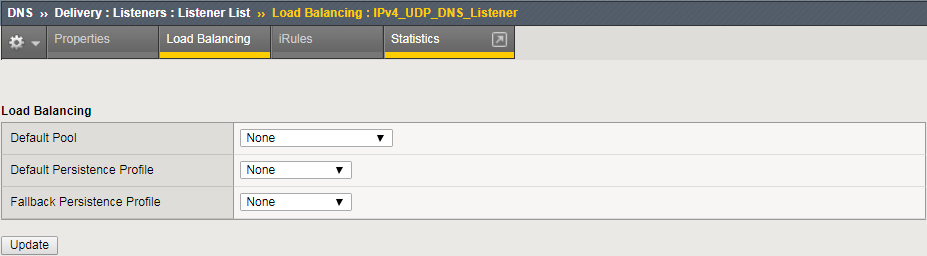 DNS ›› Delivery : Listeners : Listener List ›› Load Balancing : IPv4_UDP_DNS_Listener
Properties Load Balancing iRules Statistics
Load Balancing
Default Pool None
Default Persistence Profile None
Fallback Persistence Profile None
Update